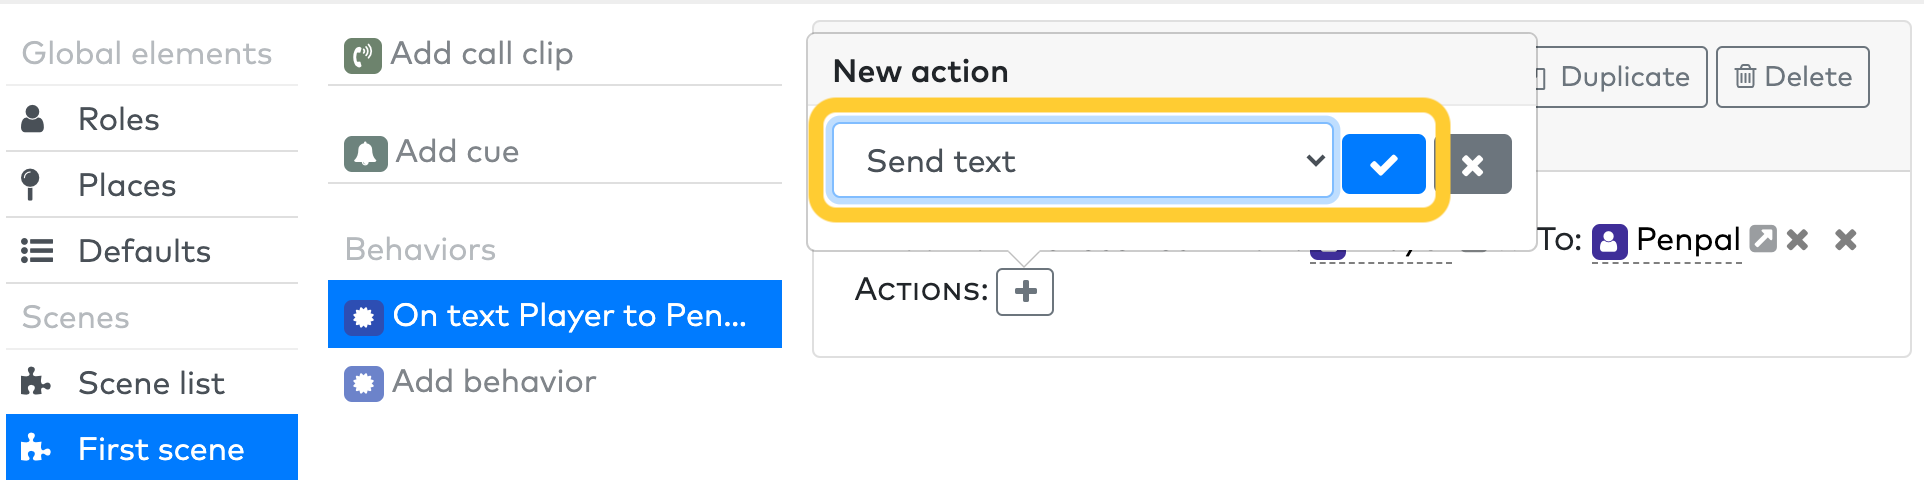 Global elements
Roles
Places
Defaults
Scenes
Scene list
First scene
Add call clip
Add cue
Behaviors
On text Player to Pen...
Add behavior
New action
Send text
Duplicate
Delete
To: Penpal
ACTIONS: